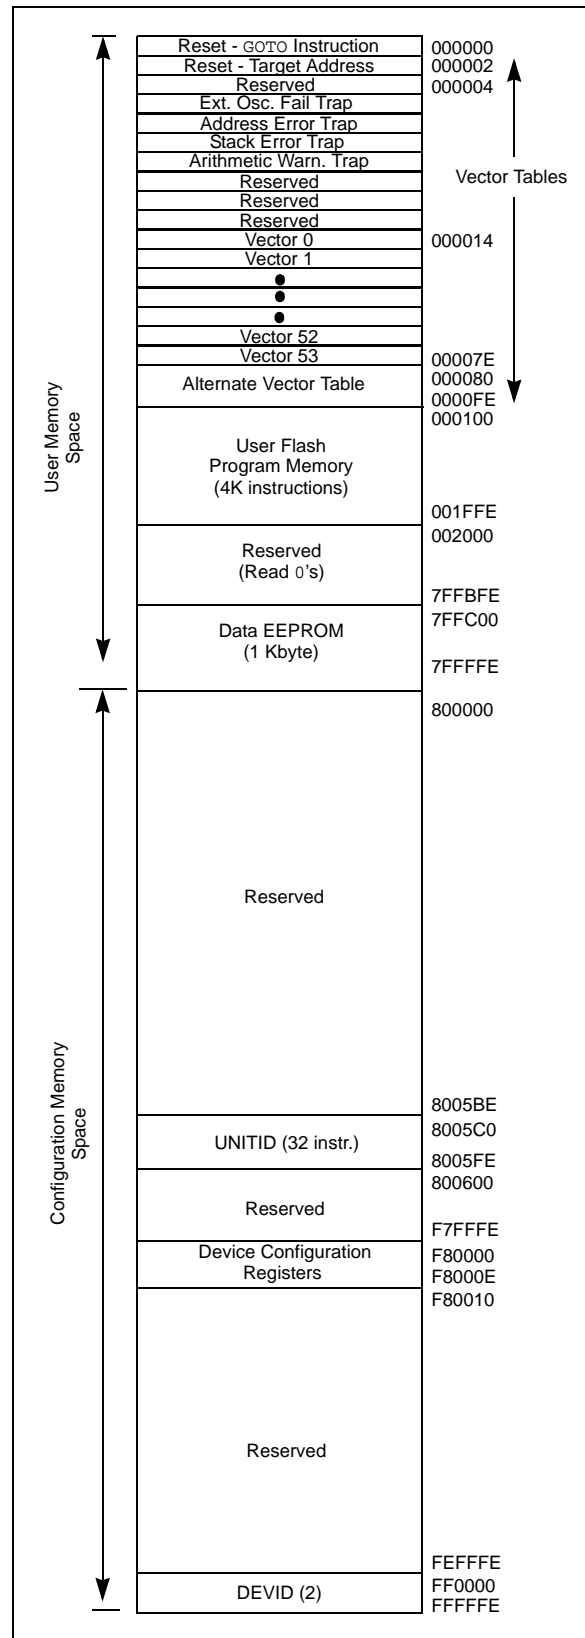 Reset - GOTO Instruction 000000
Reset - Target Address 000002
Reserved 000004
Ext. Osc. Fail Trap
Address Error Trap
Stack Error Trap
Arithmetic Warn. Trap
Vector Tables
Reserved
Reserved
Reserved
Vector 0 000014
Vector 1
Vector 52
Vector 53 00007E
Alternate Vector Table 000080
0000FE
000100
User Memory
Space
User Flash
Program Memory
(4K instructions)
001FFE
002000
Reserved
(Read 0's)
7FFBFE
7FFC00
Data EEPROM
(1 Kbyte)
7FFFFE
800000
Reserved
Configuration Memory
Space
8005BE
8005C0
UNITID (32 instr.)
8005FE
800600
Reserved
F7FFFE
Device Configuration
Registers
F80000
F8000E
F80010
Reserved
FEFFFE
DEVID (2) FF0000
FFFFFE